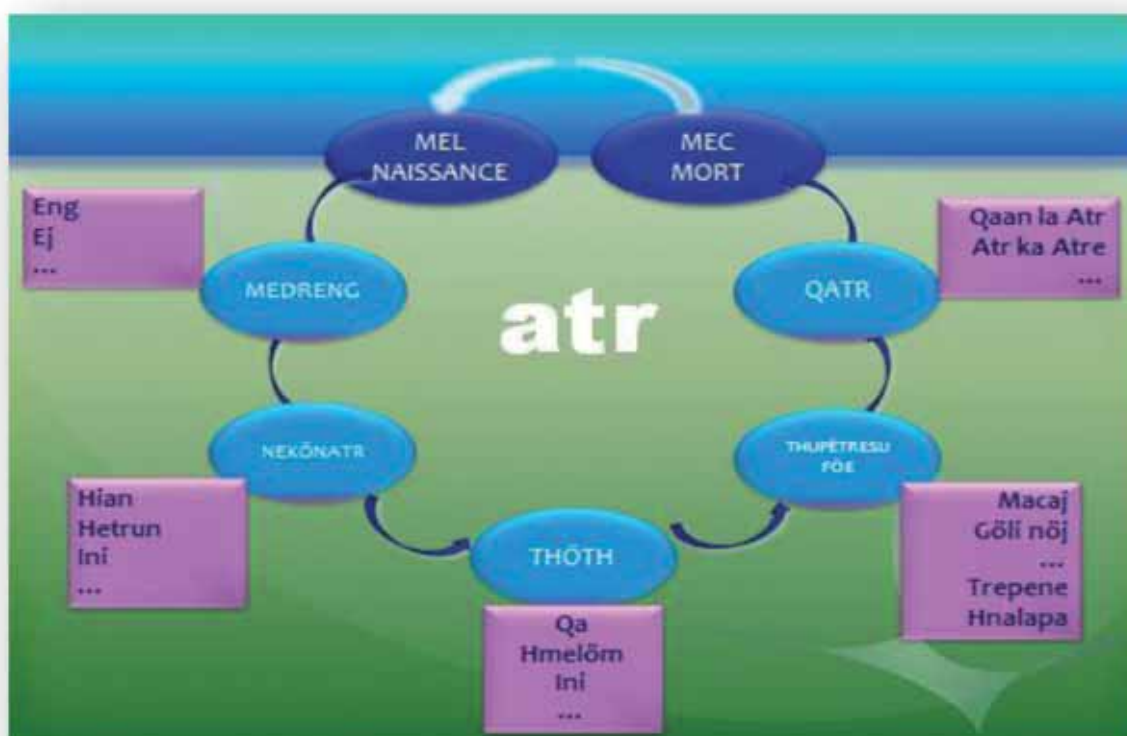 MEL
NAISSANCE
MEC
MORT
Eng
Ej
...
MEDRENG
atr
QATR
Qaan la Atr
Atr ka Atre
...
NEKÖNATR
Hian
Hetrun
Ini
...
THUPËTRESIJ
FÖE
Macaj
Göli nöj
...
Trepene
Hnalapa
THÖTH
Qa
Hmelöm
Ini
...